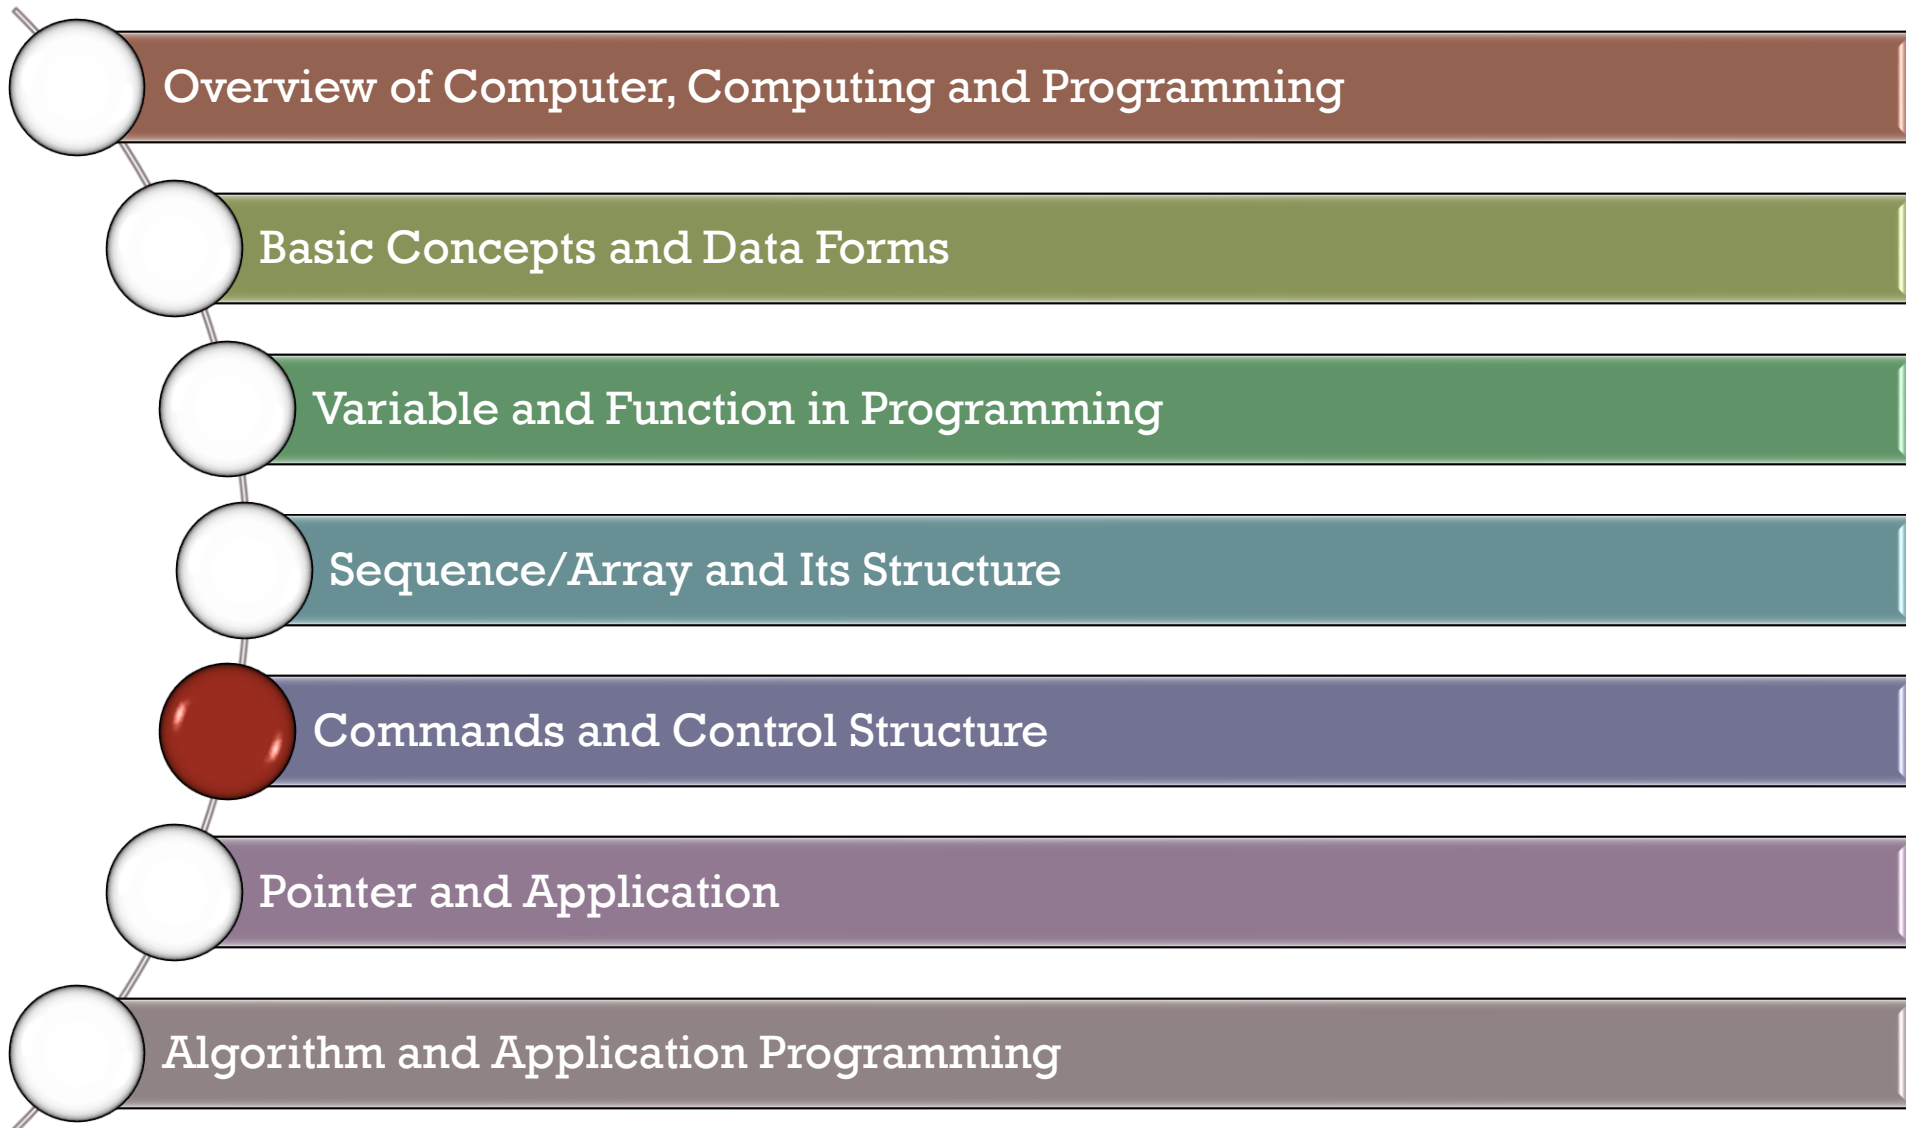 Overview of Computer, Computing and Programming
Basic Concepts and Data Forms
Variable and Function in Programming
Sequence/Array and Its Structure
Commands and Control Structure
Pointer and Application
Algorithm and Application Programming